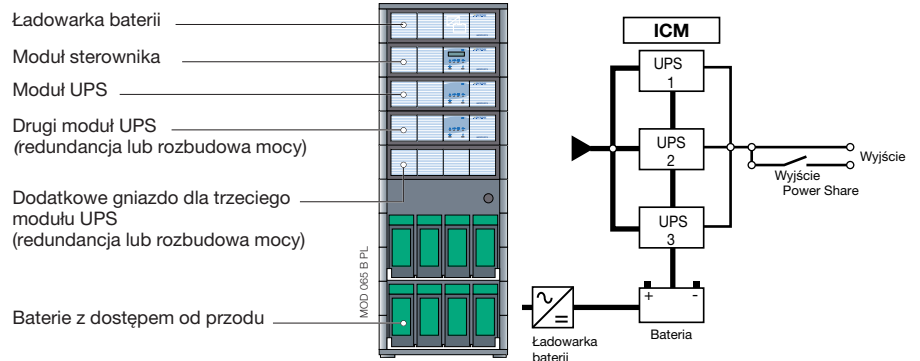 Ładowarka baterii
Moduł sterownika
Moduł UPS
Drugi moduł UPS
(redundancja lub rozbudowa mocy)
Dodatkowe gniazdo dla trzeciego
modułu UPS
(redundancja lub rozbudowa mocy)
Baterie z dostępem od przodu
MOD 065 B PL
ICM
UPS
1
UPS
2
UPS
3
Wyjście
Wyjście
Power Share
+ -
Bateria
Ładowarka
baterii